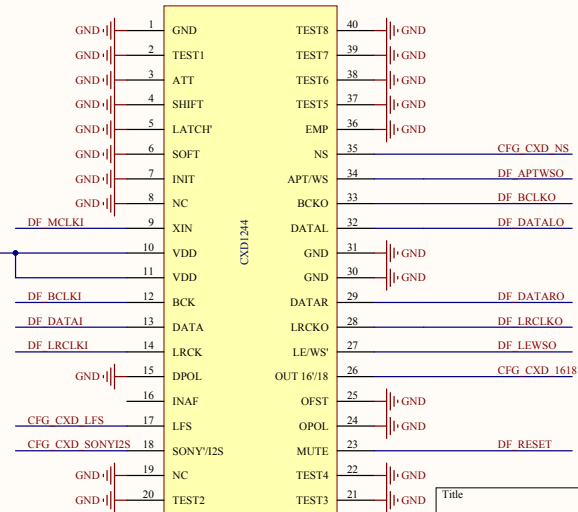 GND 1 GND TEST8 40 GND
GND 2 TEST1 TEST7 39 GND
GND 3 ATT TEST6 38 GND
GND 4 SHIFT TEST5 37 GND
GND 5 LATCH' EMP 36 GND
GND 6 SOFT NS 35 CFG_CXD_NS
GND 7 INIT APT/WS 34 DF_APTWSO
GND 8 NC BCKO 33 DF_BCLKO
DF_MCLKI 9 XIN DATAL 32 DF_DATALO
10 VDD GND 31 GND
11 VDD GND 30 GND
DF_BCLKI 12 BCK DATAR 29 DF_DATARO
DF_DATAI 13 DATA LRCKO 28 DF_LRCLKO
DF_LRCLKI 14 LRCK LE/WS' 27 DF_LEWSO
GND 15 DPOL OUT 16'/18 26 CFG_CXD_1618
16 INAF OFST 25 GND
CFG_CXD_LFS 17 LFS OPOL 24 GND
CFG_CXD_SONYI2S 18 SONY'/I2S MUTE 23 DF_RESET
GND 19 NC TEST4 22 GND
GND 20 TEST2 TEST3 21 GND
CXD1244
Title